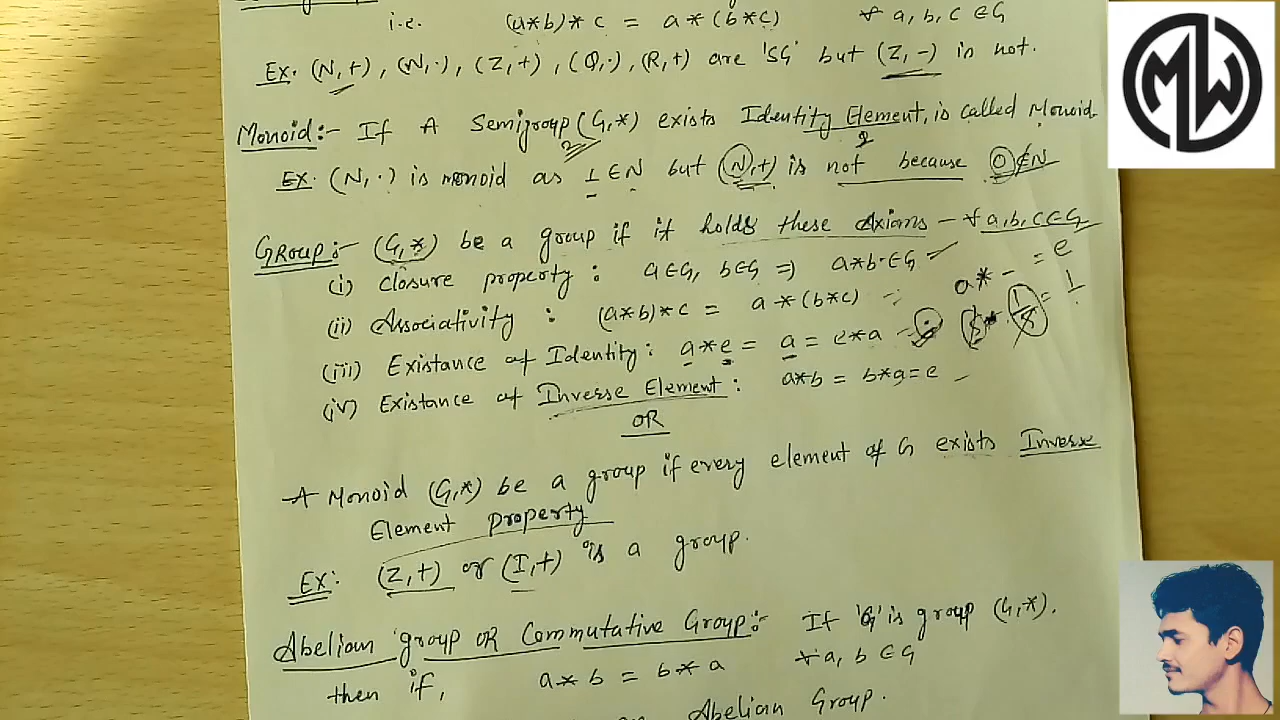 i.e. (a*b)*c = a*(b*c) ∀ a,b,c ∈ G
Ex. (N,+), (N,·), (Z,+), (Q,·), (R,+) are 'SG' but (Z,-) is not.
Monoid:- If A Semigroup (G,*) exists Identity Element, is called Monoid.
EX. (N,·) is monoid as 1 ∈ N but (N,+) is not because 0 ∉ N
GROUP:- (G,*) be a group if it holds these Axioms - ∀ a,b,c ∈ G
(i) Closure property : a ∈ G, b ∈ G ⇒ a*b ∈ G
(ii) Associativity : (a*b)*c = a*(b*c)
a* - = e
(iii) Existance of Identity : a*e = a = e*a
(iv) Existance of Inverse Element : a*b = b*a = e
OR
A Monoid (G,*) be a group if every element of G exists Inverse
Element property
EX: (Z,+) or (I,+) is a group.
Abelian group OR Commutative Group:- If 'G' is group (G,*).
then if, a*b = b*a ∀ a, b ∈ G
Abelian Group.
MW